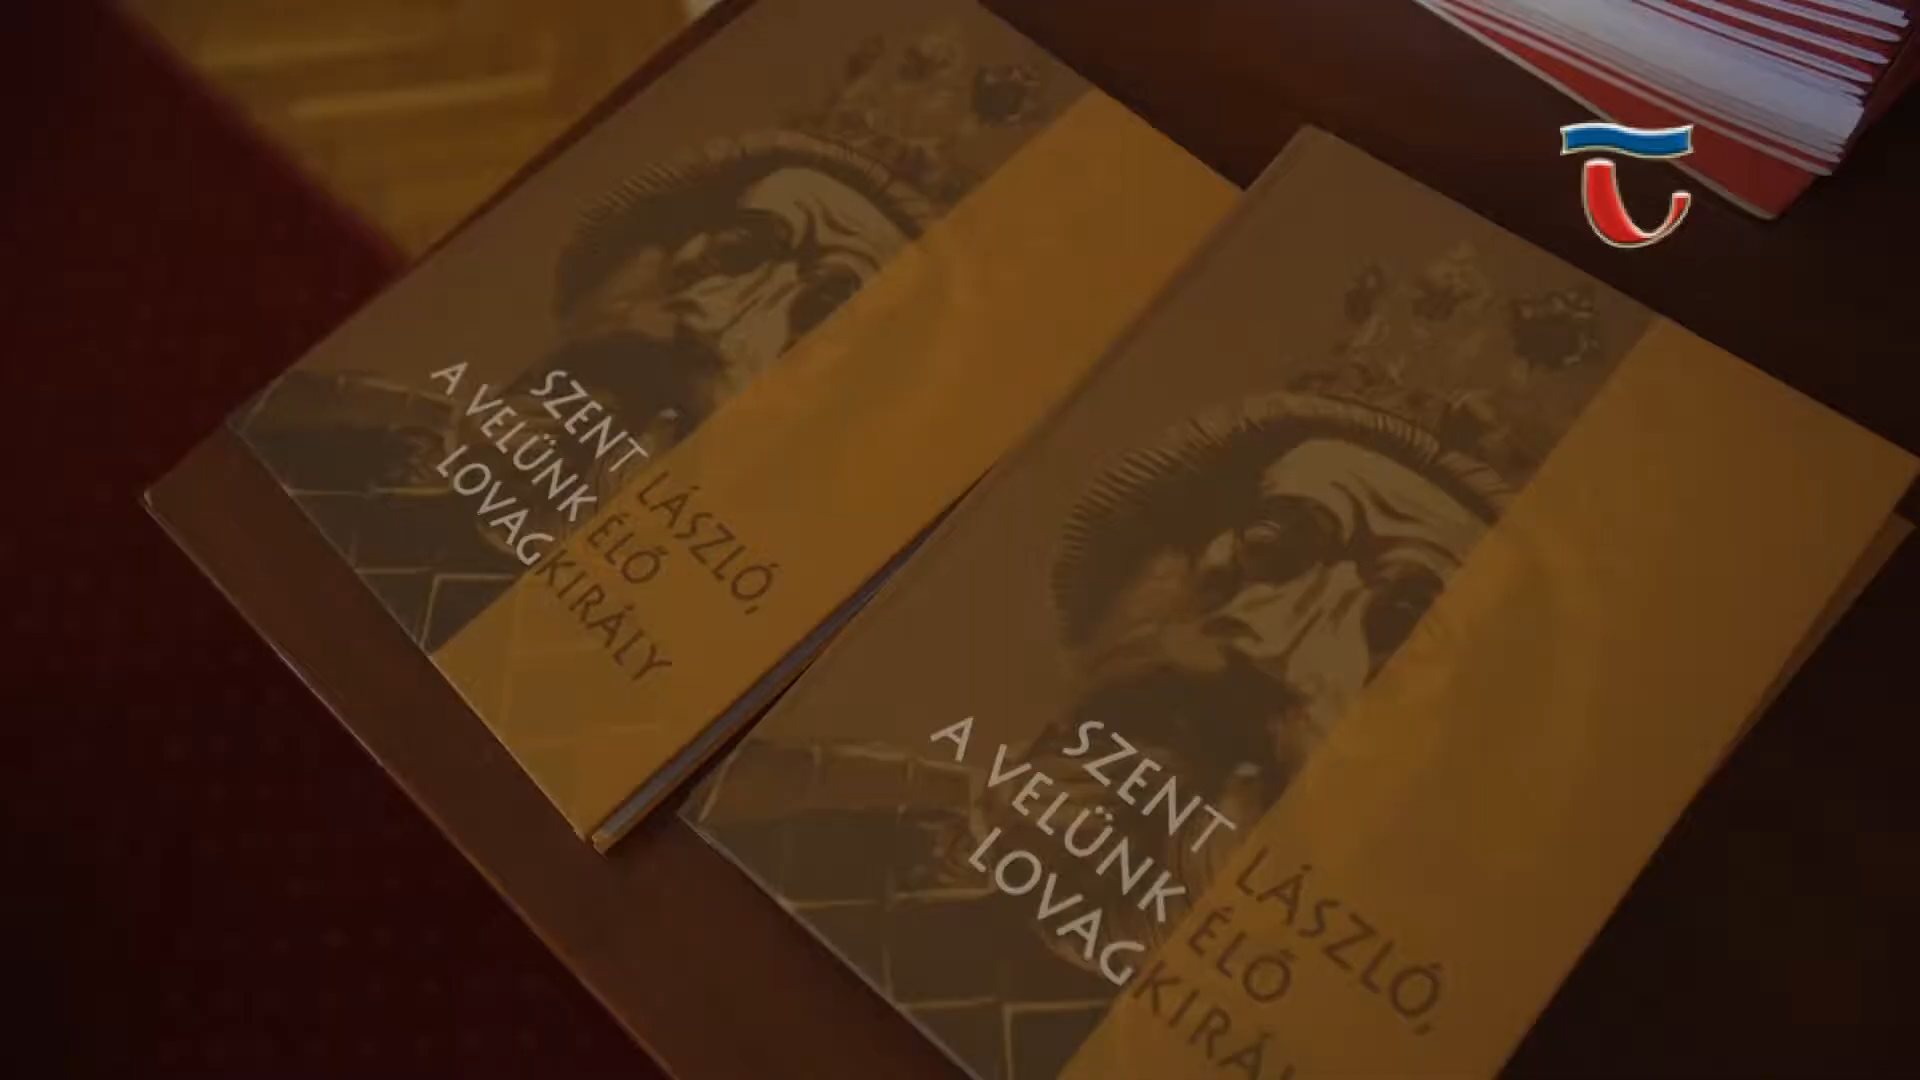 SZENT LÁSZLÓ,
A VELÜNK ÉLŐ
LOVAGKIRÁLY
SZENT LÁSZLÓ,
A VELÜNK ÉLŐ
LOVAGKIRÁL